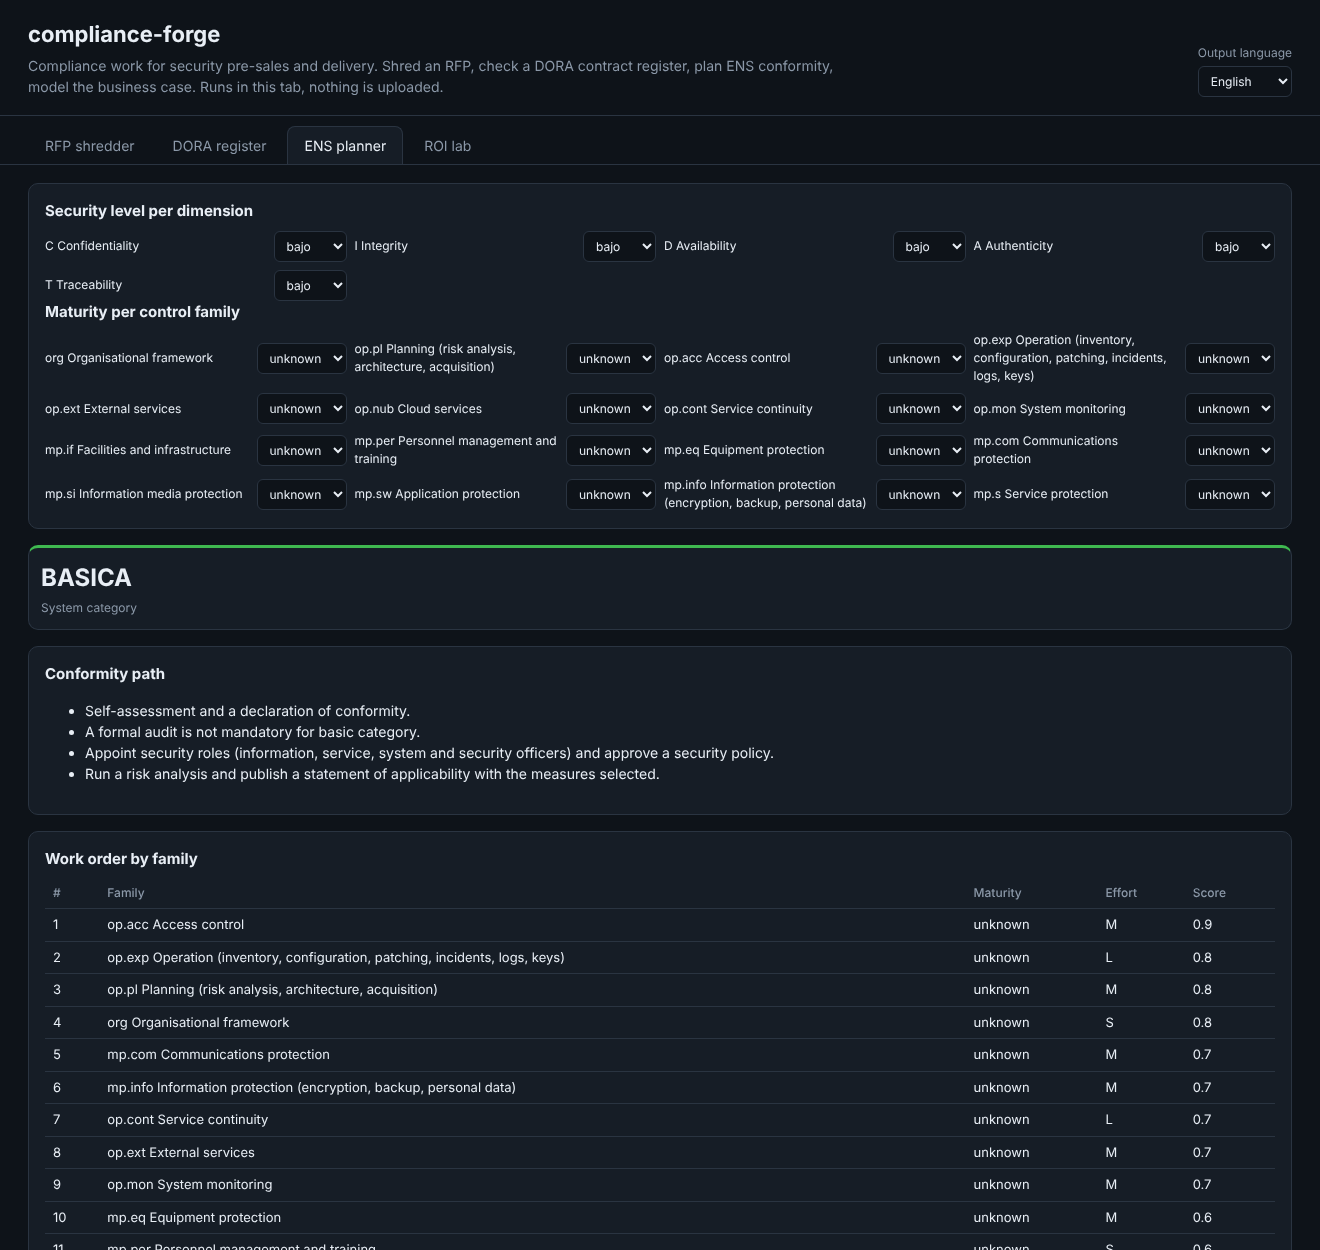 compliance-forge
Compliance work for security pre-sales and delivery. Shred an RFP, check a DORA contract register, plan ENS conformity,
model the business case. Runs in this tab, nothing is uploaded.
Output language
English
RFP shredder DORA register ENS planner ROI lab
Security level per dimension
C Confidentiality bajo I Integrity bajo D Availability bajo A Authenticity bajo
T Traceability bajo
Maturity per control family
org Organisational framework unknown
op.pl Planning (risk analysis,
architecture, acquisition) unknown
op.acc Access control unknown
op.exp Operation (inventory,
configuration, patching, incidents,
logs, keys) unknown
op.ext External services unknown
op.nub Cloud services unknown
op.cont Service continuity unknown
op.mon System monitoring unknown
mp.if Facilities and infrastructure unknown
mp.per Personnel management and
training unknown
mp.eq Equipment protection unknown
mp.com Communications
protection unknown
mp.si Information media protection unknown
mp.sw Application protection unknown
mp.info Information protection
(encryption, backup, personal data) unknown
mp.s Service protection unknown
BASICA
System category
Conformity path
• Self-assessment and a declaration of conformity.
• A formal audit is not mandatory for basic category.
• Appoint security roles (information, service, system and security officers) and approve a security policy.
• Run a risk analysis and publish a statement of applicability with the measures selected.
Work order by family
# Family Maturity Effort Score
1 op.acc Access control unknown M 0.9
2 op.exp Operation (inventory, configuration, patching, incidents, logs, keys) unknown L 0.8
3 op.pl Planning (risk analysis, architecture, acquisition) unknown M 0.8
4 org Organisational framework unknown S 0.8
5 mp.com Communications protection unknown M 0.7
6 mp.info Information protection (encryption, backup, personal data) unknown M 0.7
7 op.cont Service continuity unknown L 0.7
8 op.ext External services unknown M 0.7
9 op.mon System monitoring unknown M 0.7
10 mp.eq Equipment protection unknown M 0.6
11 mp.per Personnel management and training unknown S 0.6